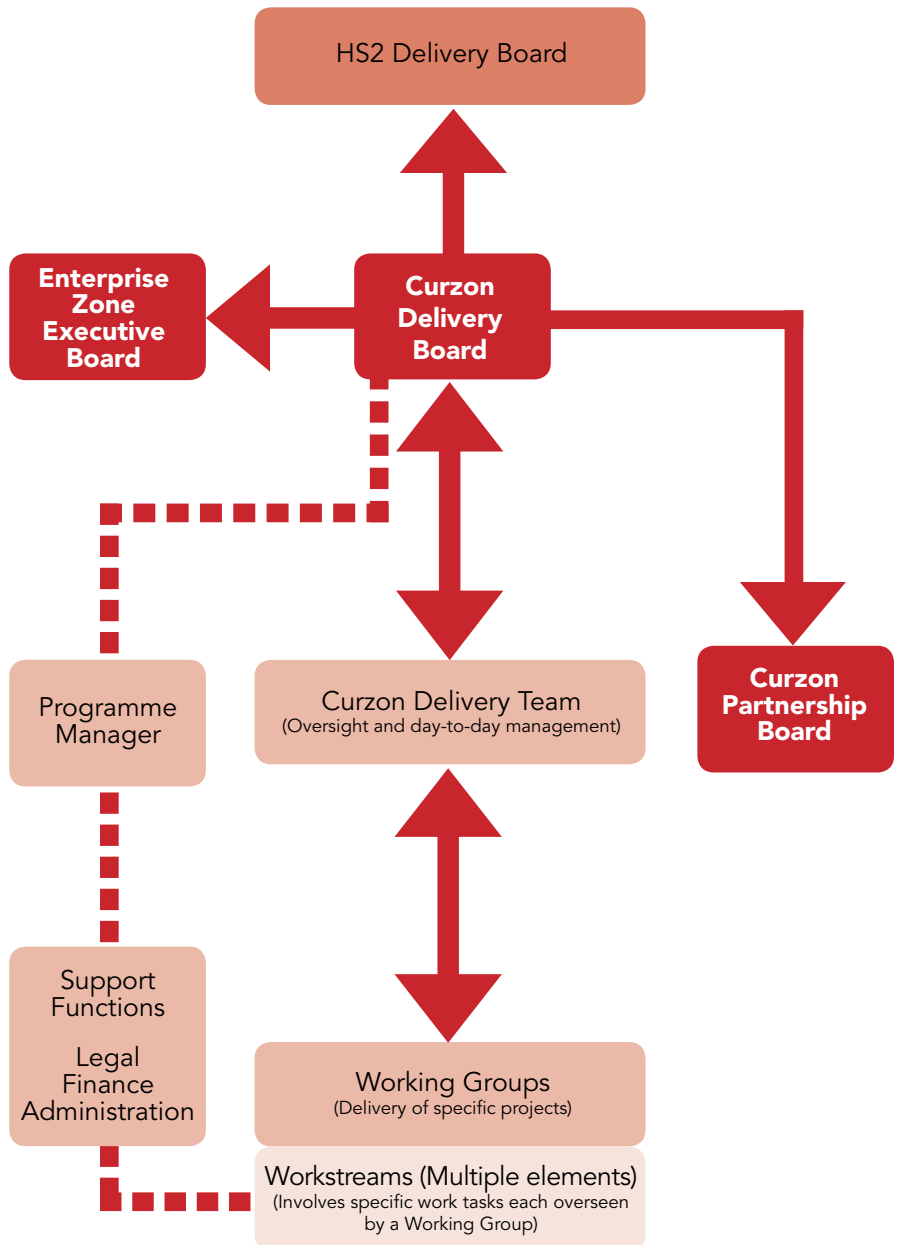 HS2 Delivery Board
Enterprise
Zone
Executive
Board
Curzon
Delivery
Board
Programme
Manager
Curzon Delivery Team
(Oversight and day-to-day management)
Curzon
Partnership
Board
Support
Functions
Legal
Finance
Administration
Working Groups
(Delivery of specific projects)
Workstreams (Multiple elements)
(Involves specific work tasks each overseen
by a Working Group)